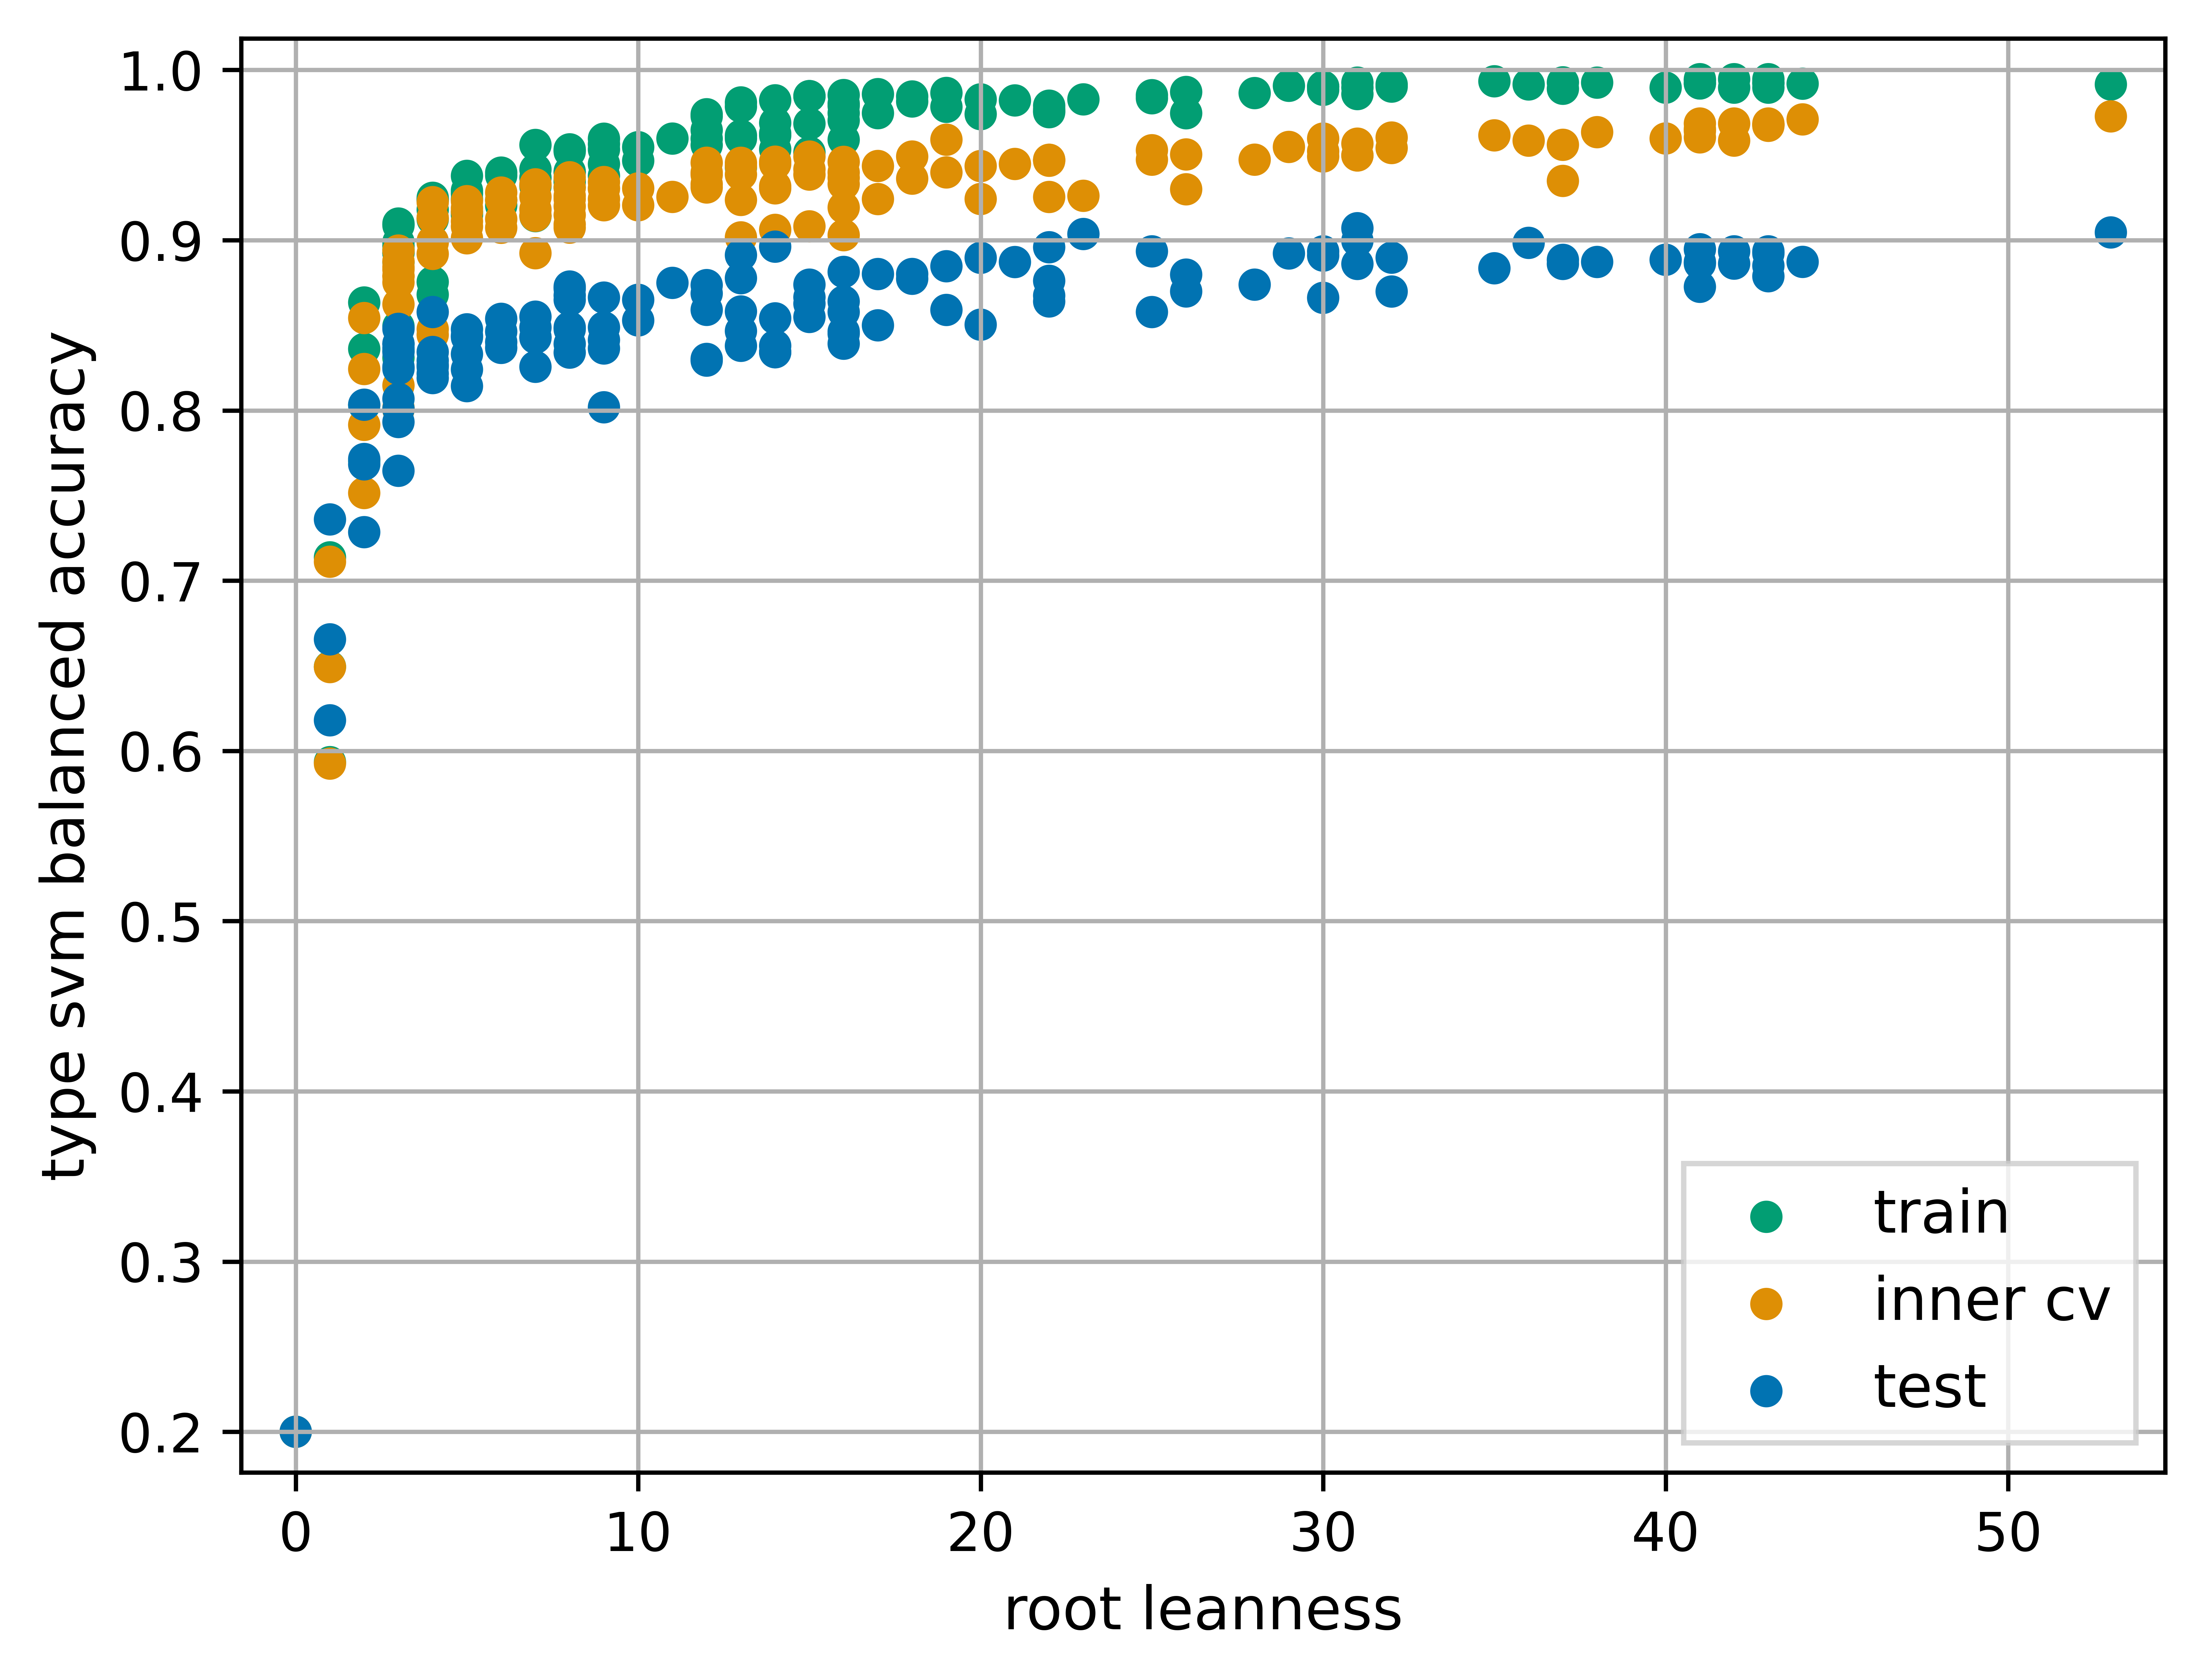 type svm balanced accuracy
1.0
0.9
0.8
0.7
0.6
0.5
0.4
0.3
0.2
0 10 20 30 40 50
root leanness
train
inner cv
test